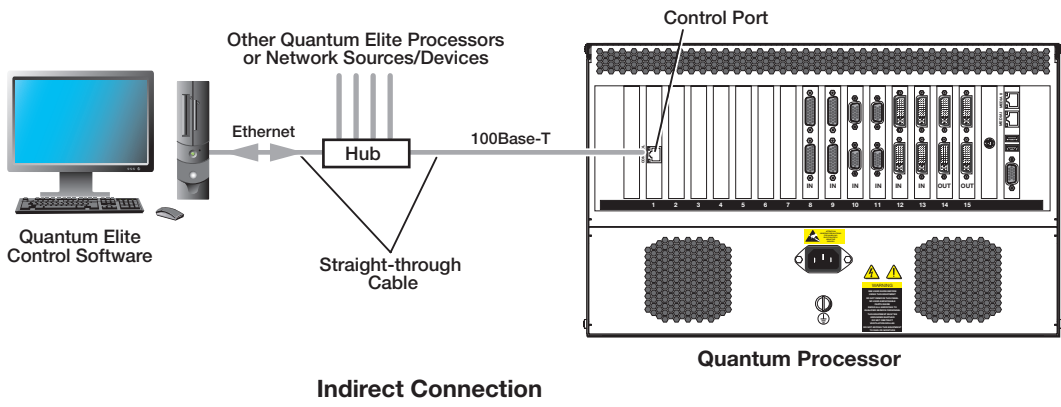 Control Port
Other Quantum Elite Processors
or Network Sources/Devices
Ethernet
100Base-T
Hub
MEDIA 0
IN
IN
IN
IN
IN
IN
OUT
OUT
1
2
3
4
5
6
7
8
9
10
11
12
13
14
15
Quantum Elite
Control Software
Straight-through
Cable
WARNING
Quantum Processor
Indirect Connection